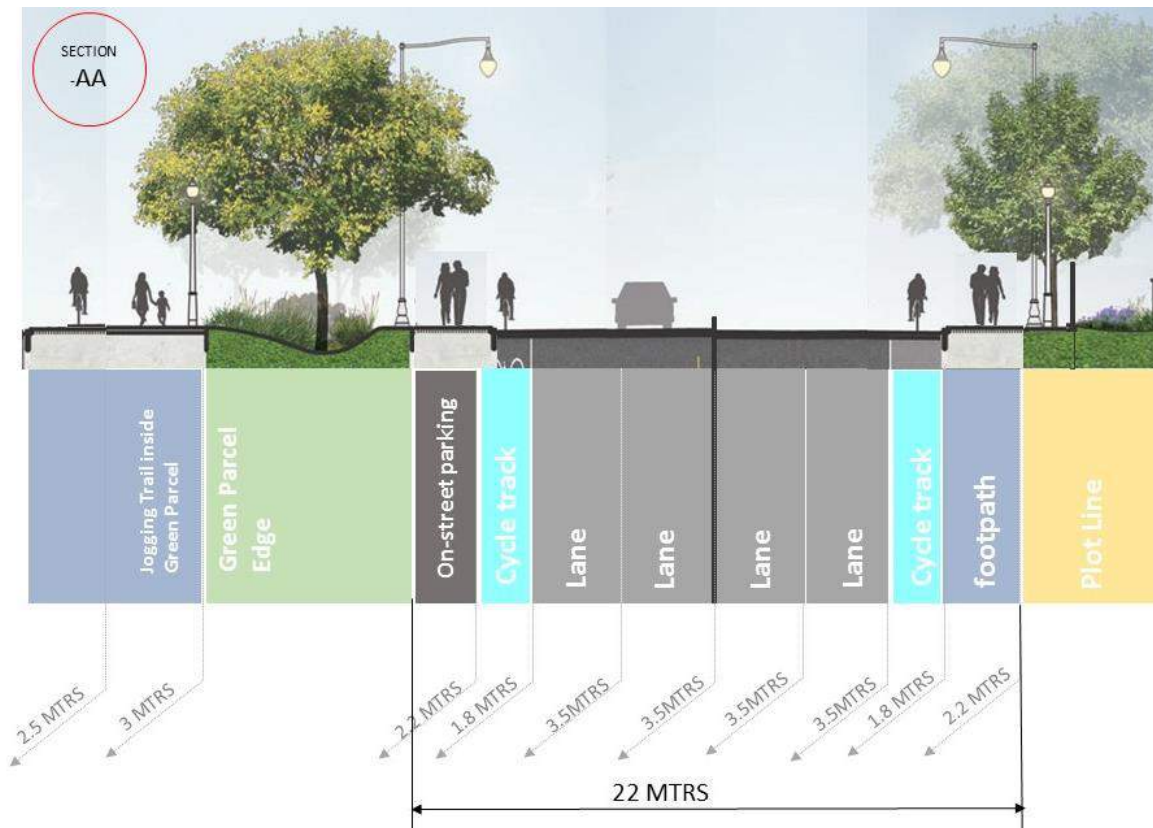 SECTION
-AA
Jogging Trail inside
Green Parcel
Green Parcel
Edge
On-street parking
Cycle track
Lane
Lane
Lane
Lane
Cycle track
footpath
Plot Line
2.5 MTRS
3 MTRS
2.2 MTRS
1.8 MTRS
3.5MTRS
3.5MTRS
3.5MTRS
3.5MTRS
1.8 MTRS
2.2 MTRS
22 MTRS